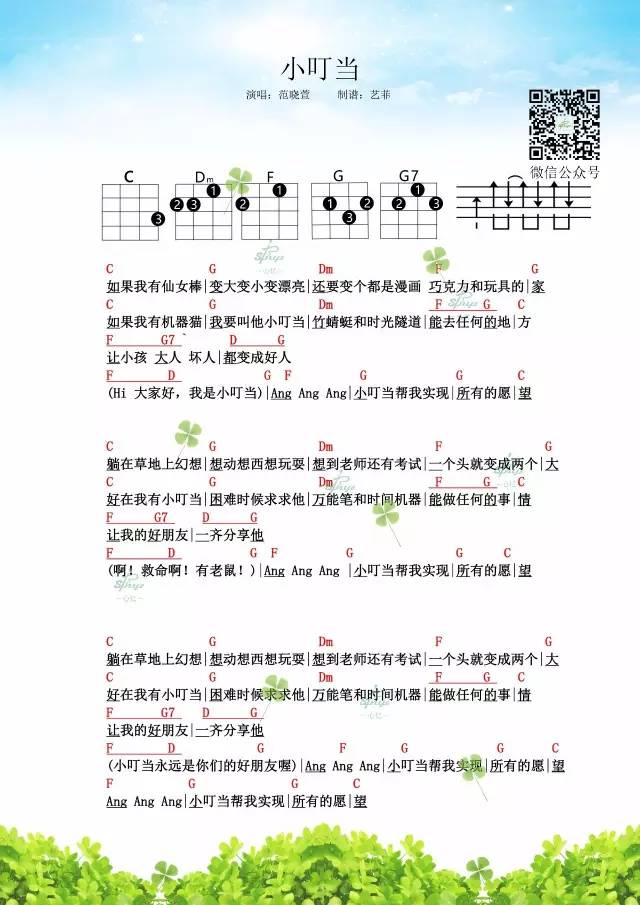 小叮当
演唱：范晓萱 制谱：艺菲
微信公众号
C Dm F G G7
3 2 3 1 2 1 1 2 3 2 1 3
C G Dm F G
如果我有仙女棒|变大变小变漂亮|还要变个都是漫画 巧克力和玩具的|家
C G Dm F G C
如果我有机器猫|我要叫他小叮当|竹蜻蜓和时光隧道|能去任何的地|方
F G7 D G
让小孩 大人 坏人|都变成好人
F D G F G G C
(Hi 大家好，我是小叮当)|Ang Ang Ang|小叮当帮我实现|所有的愿|望
C G Dm F G
躺在草地上幻想|想动想西想玩耍|想到老师还有考试|一个头就变成两个|大
C G Dm F G C
好在我有小叮当|困难时候求求他|万能笔和时间机器|能做任何的事|情
F G7 D G
让我的好朋友|一齐分享他
F D G F G G C
(啊！救命啊！有老鼠！)|Ang Ang Ang |小叮当帮我实现|所有的愿|望
C G Dm F G
躺在草地上幻想|想动想西想玩耍|想到老师还有考试|一个头就变成两个|大
C G Dm F G C
好在我有小叮当|困难时候求求他|万能笔和时间机器|能做任何的事|情
F G7 D G
让我的好朋友|一齐分享他
F D G F G G C
(小叮当永远是你们的好朋友喔)|Ang Ang Ang|小叮当帮我实现|所有的愿|望
F G G C
Ang Ang Ang|小叮当帮我实现|所有的愿|望